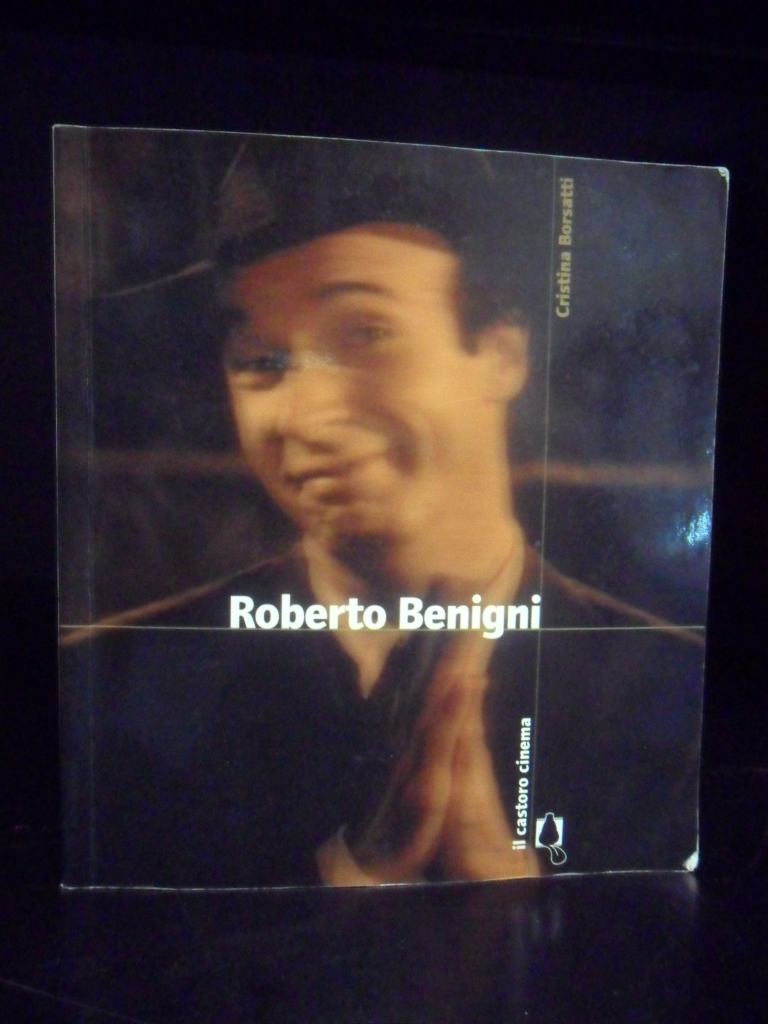 Cristina Borsatti
Roberto Benigni
il castoro cinema